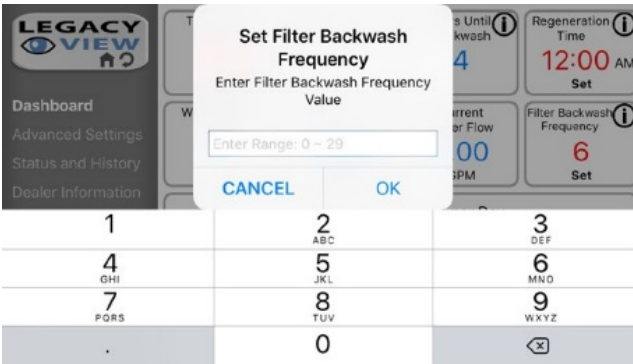 LEGACY
VIEW
Dashboard
Advanced Settings
Status and History
Dealer Information
T
W
Set Filter Backwash
Frequency
Enter Filter Backwash Frequency
Value
Enter Range: 0 ~ 29
CANCEL
OK
s Until
kwash
4
Regeneration
Time
12:00 AM
Set
urrent
er Flow
00
GPM
Filter Backwash
Frequency
6
Set
1
2
ABC
3
DEF
4
GHI
5
JKL
6
MNO
7
PQRS
8
TUV
9
WXYZ
.
0